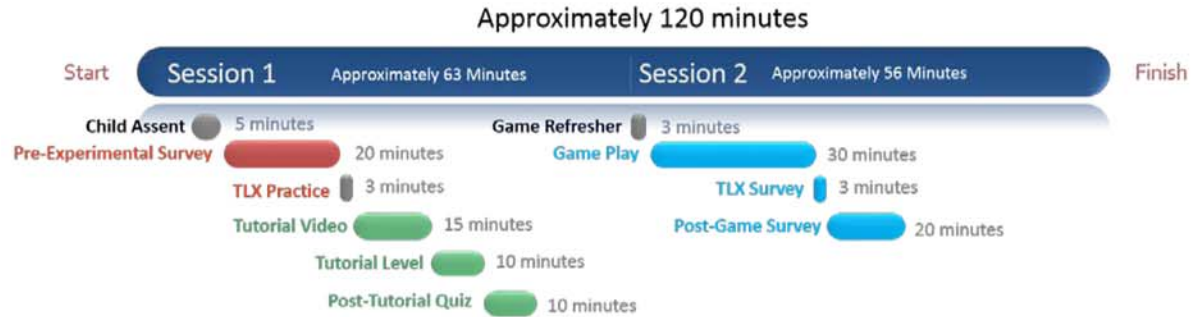 Approximately 120 minutes
Start Session 1 Approximately 63 Minutes Session 2 Approximately 56 Minutes Finish
Child Assent 5 minutes Game Refresher 3 minutes
Pre-Experimental Survey 20 minutes Game Play 30 minutes
TLX Practice 3 minutes TLX Survey 3 minutes
Tutorial Video 15 minutes Post-Game Survey 20 minutes
Tutorial Level 10 minutes
Post-Tutorial Quiz 10 minutes